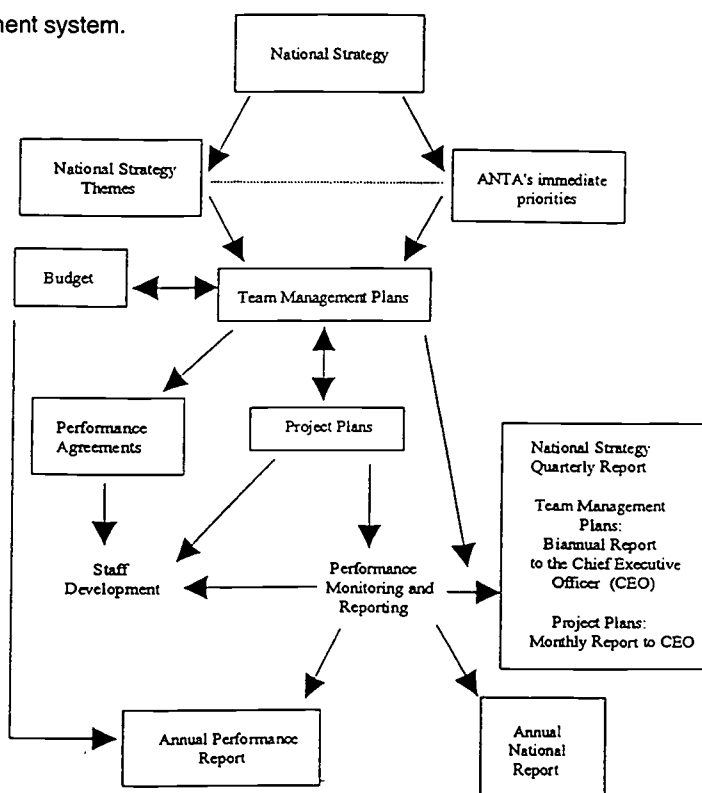 nent system.
National Strategy
National Strategy
Themes
ANTA's immediate
priorities
Budget
Team Management Plans
Performance
Agreements
Project Plans
National Strategy
Quarterly Report
Team Management
Plans:
Biannual Report
to the Chief Executive
Officer (CEO)
Project Plans:
Monthly Report to CEO
Staff
Development
Performance
Monitoring and
Reporting
Annual Performance
Report
Annual
National
Report